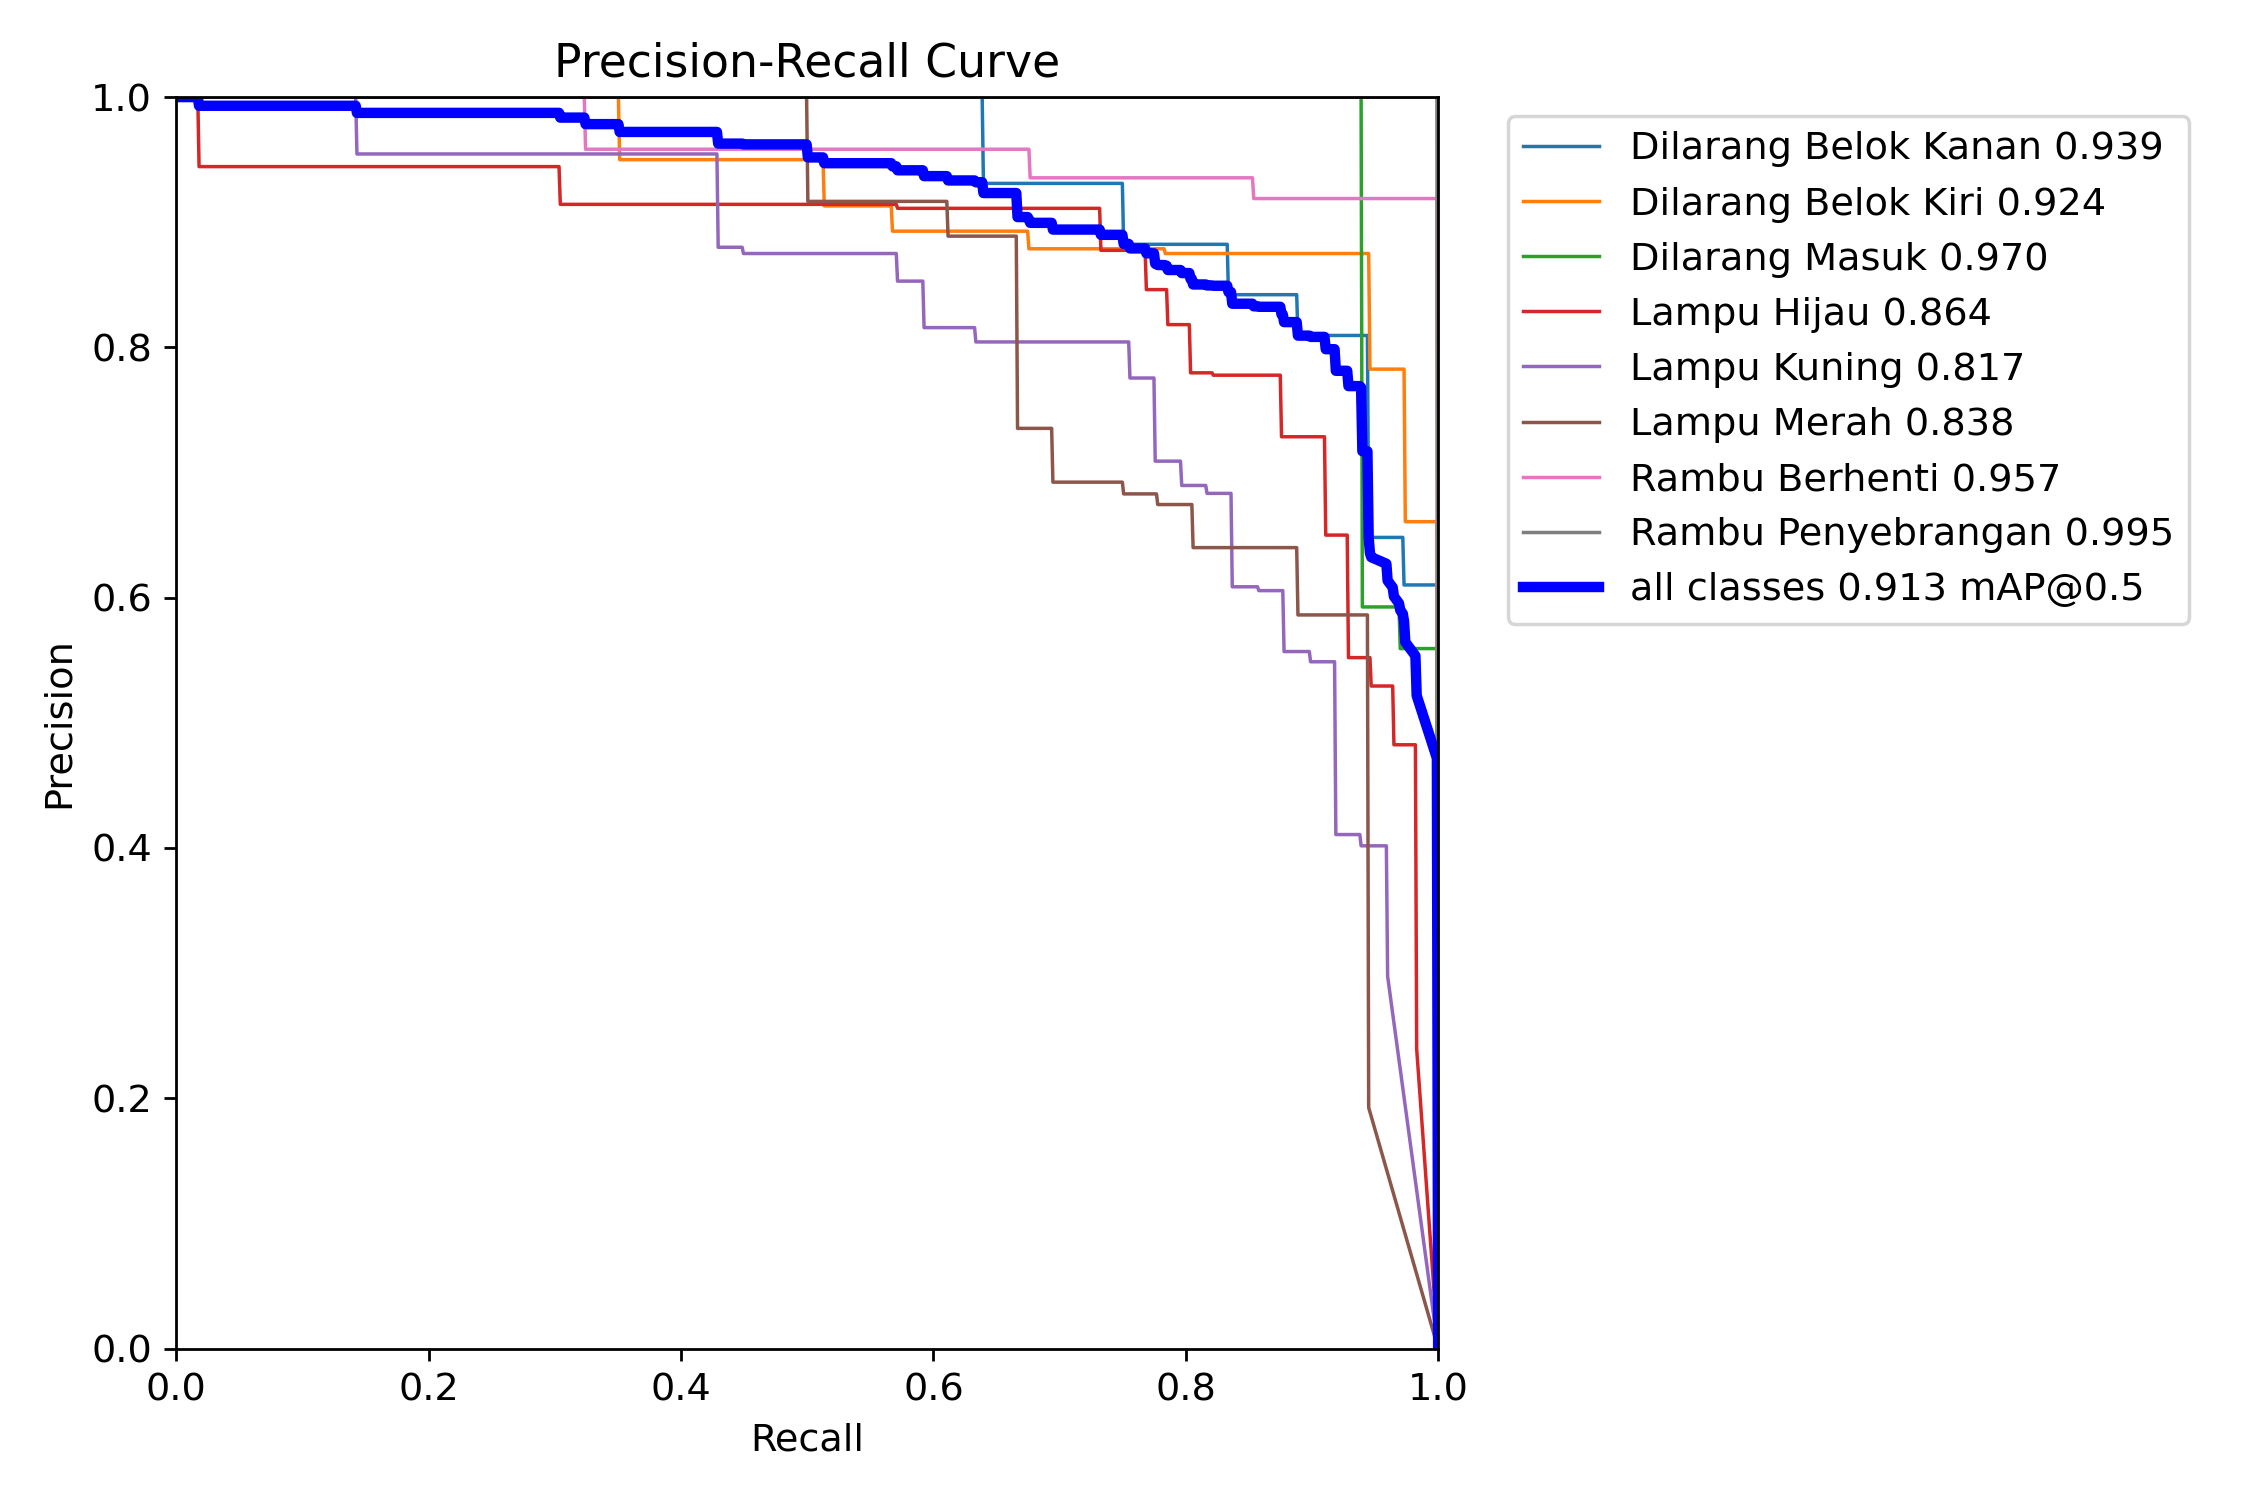 Precision-Recall Curve
1.0
0.8
0.6
0.4
0.2
0.0
Precision
0.0 0.2 0.4 0.6 0.8 1.0
Recall
Dilarang Belok Kanan 0.939
Dilarang Belok Kiri 0.924
Dilarang Masuk 0.970
Lampu Hijau 0.864
Lampu Kuning 0.817
Lampu Merah 0.838
Rambu Berhenti 0.957
Rambu Penyebrangan 0.995
all classes 0.913 mAP@0.5